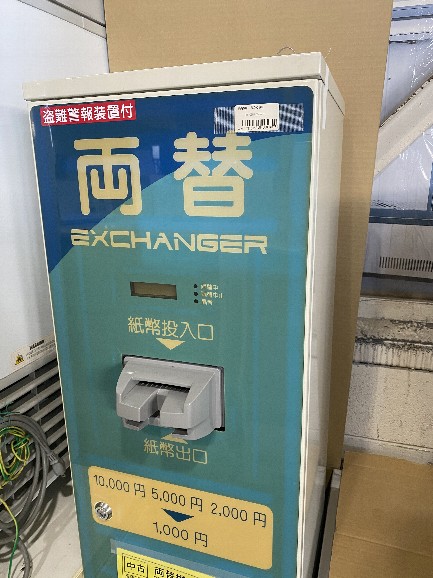 盗難警報装置付
両替
EXCHANGER
紙幣投入口
紙幣出口
10,000円 5,000円 2,000円
1,000円
中古